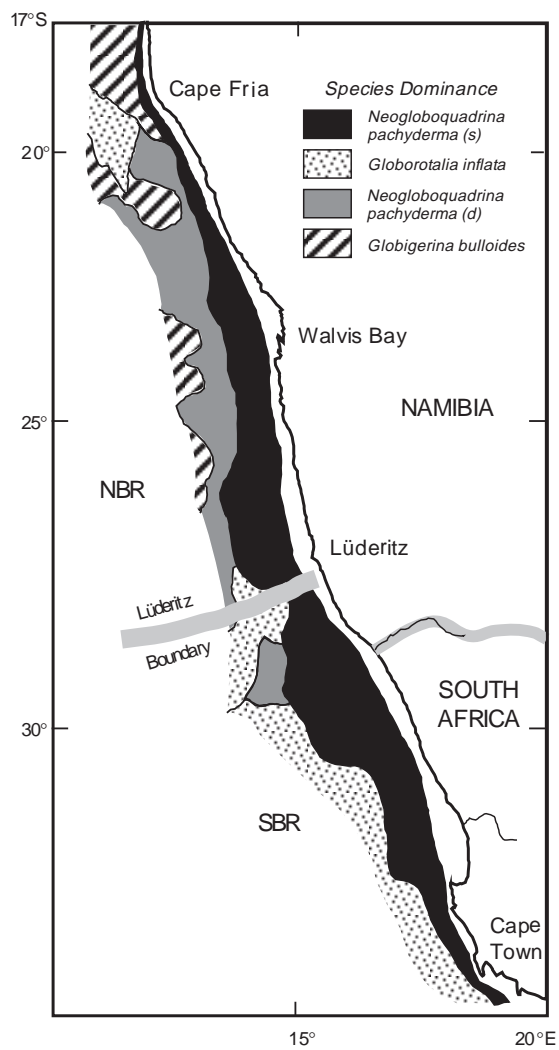 17°S
Cape Fria
Species Dominance
Neogloboquadrina
pachyderma (s)
Globorotalia inflata
Neogloboquadrina
pachyderma (d)
Globigerina bulloides
20°
Walvis Bay
NAMIBIA
25°
NBR
Lüderitz
Lüderitz
Boundary
SOUTH
AFRICA
30°
SBR
Cape
Town
15°
20°E